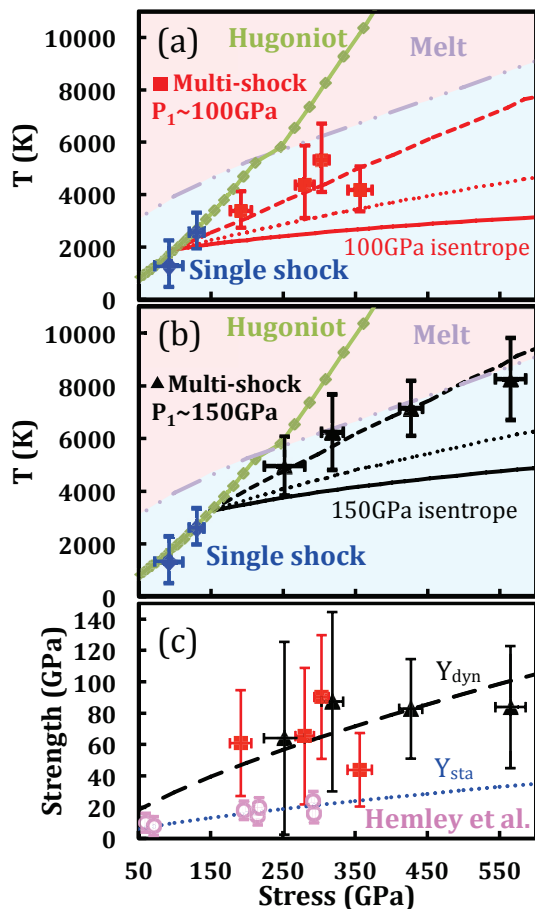 10000
8000
6000
4000
2000
0
T (K)
(a)
Hugoniot
Melt
Multi-shock
P₁~100GPa
Single shock
100GPa isentrope
10000
8000
6000
4000
2000
0
T (K)
(b)
Hugoniot
Melt
Multi-shock
P₁~150GPa
Single shock
150GPa isentrope
140
120
100
80
60
40
20
0
Strength (GPa)
(c)
Ydyn
Ysta
Hemley et al.
50 150 250 350 450 550
Stress (GPa)